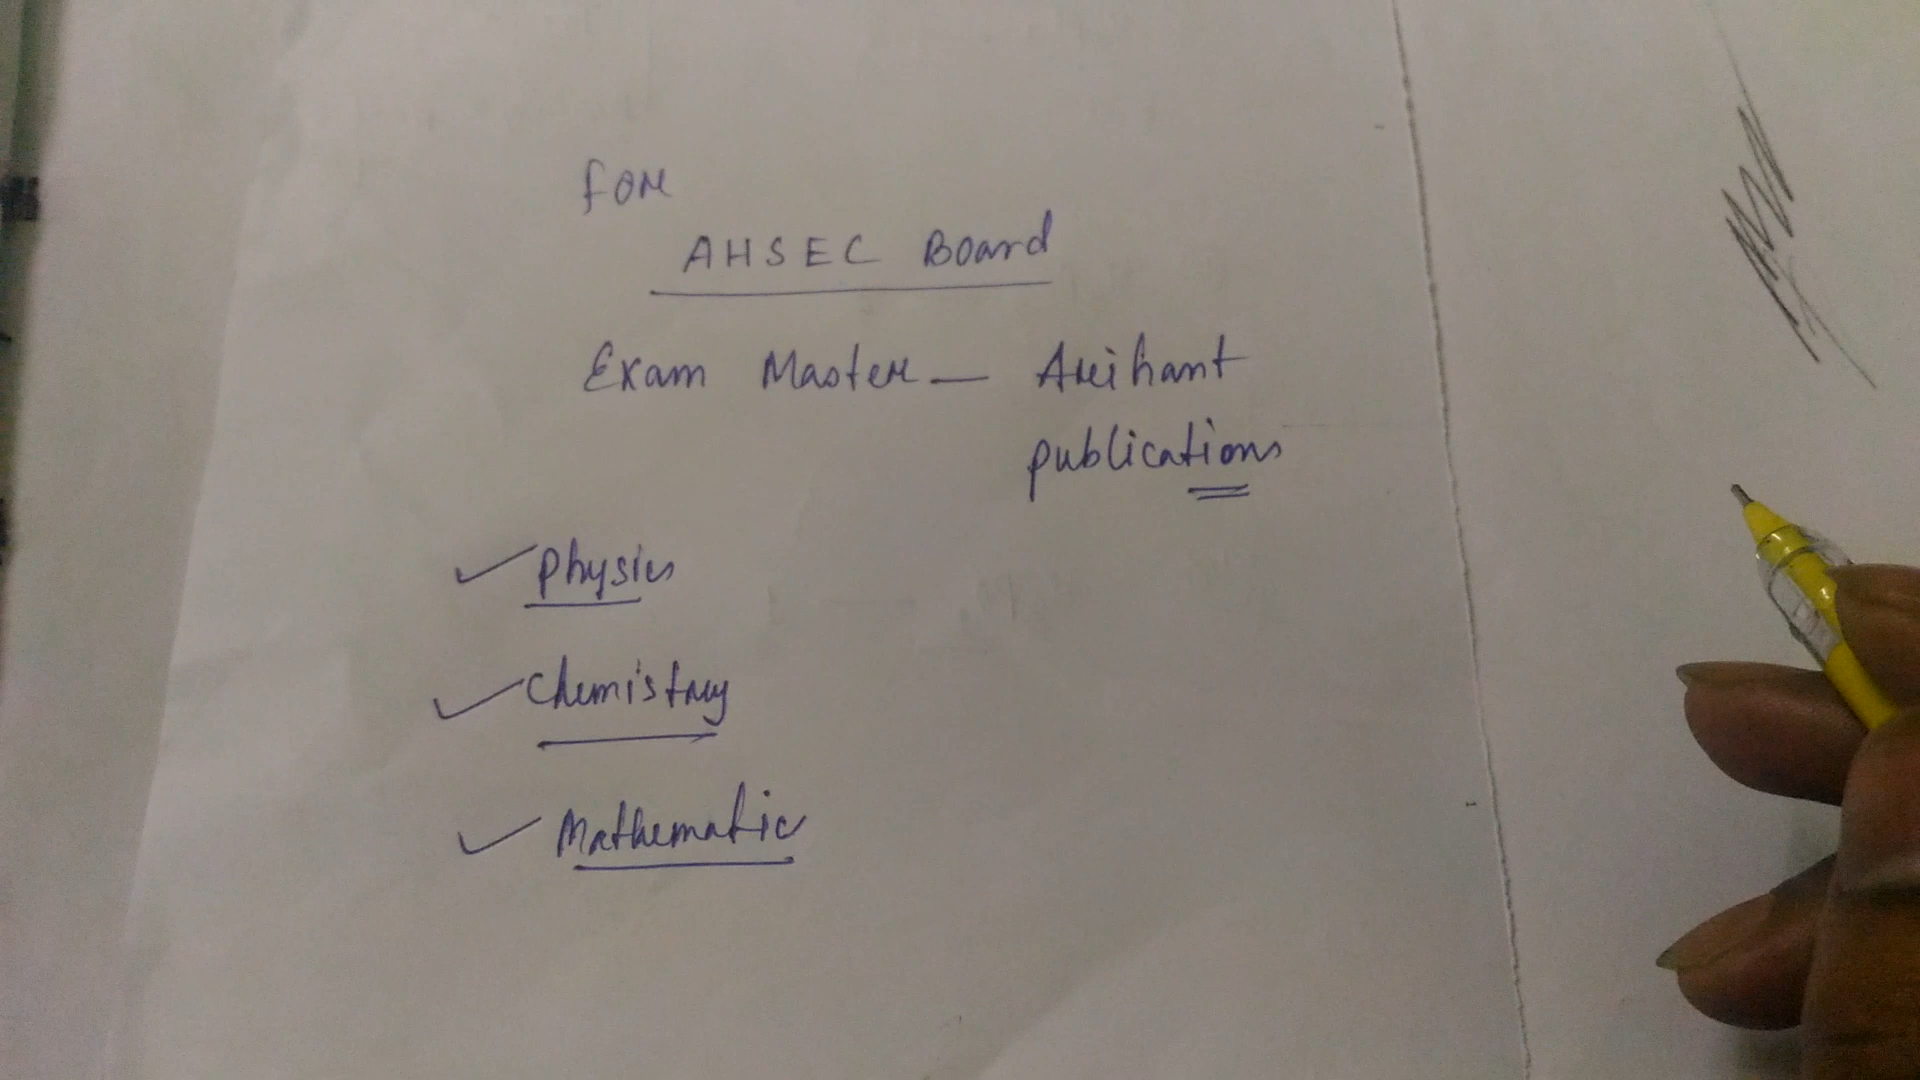 for
AHSEC Board
Exam Master — Arihant
publications
✓ Physics
✓ Chemistry
✓ Mathematic